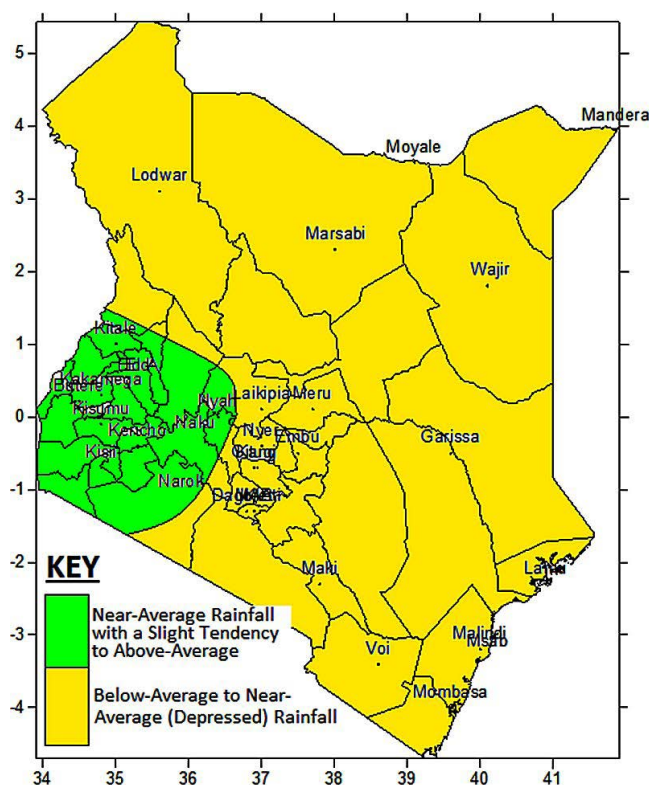 5
4
3
2
1
0
-1
-2
-3
-4
Mandera
Moyale
Lodwar
Marsabi
Wajir
Kitale
Kakamega
Kisumu
Kericho
Naku
Nyah
Laikipia
Meru
Nyer
Embu
Garissa
Kisii
Narok
Maki
Lamu
Voi
Malindi
Msab
Mombasa
KEY
Near-Average Rainfall
with a Slight Tendency
to Above-Average
Below-Average to Near-
Average (Depressed) Rainfall
34 35 36 37 38 39 40 41